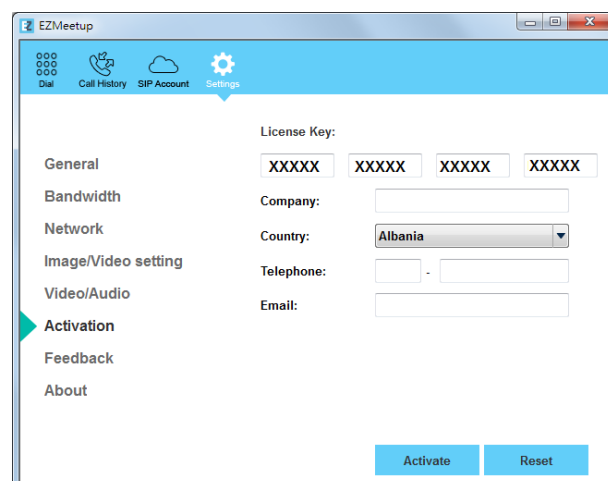 EZMeetup
Dial Call History SIP Account Settings
General
Bandwidth
Network
Image/Video setting
Video/Audio
Activation
Feedback
About
License Key:
XXXXX XXXXX XXXXX XXXXX
Company:
Country: Albania
Telephone: -
Email:
Activate Reset